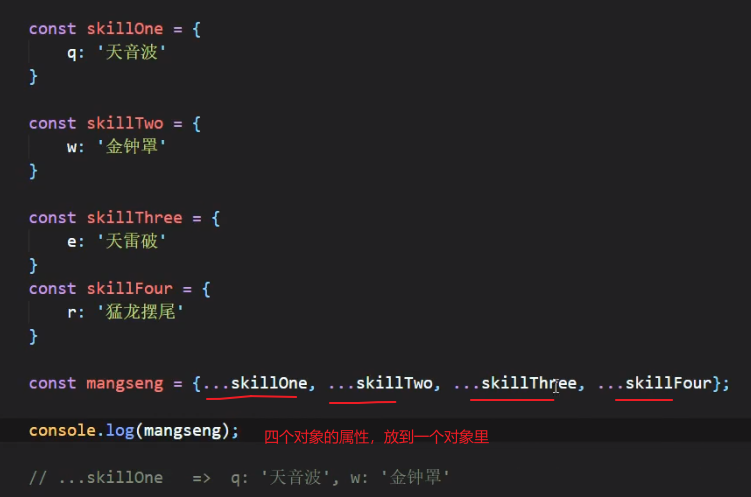 const skillOne = {
q: '天音波'
}
const skillTwo = {
w: '金钟罩'
}
const skillThree = {
e: '天雷破'
}
const skillFour = {
r: '猛龙摆尾'
}
const mangseng = {...skillOne, ...skillTwo, ...skillThree, ...skillFour};
console.log(mangseng); 四个对象的属性，放到一个对象里
// ...skillOne => q: '天音波', w: '金钟罩'